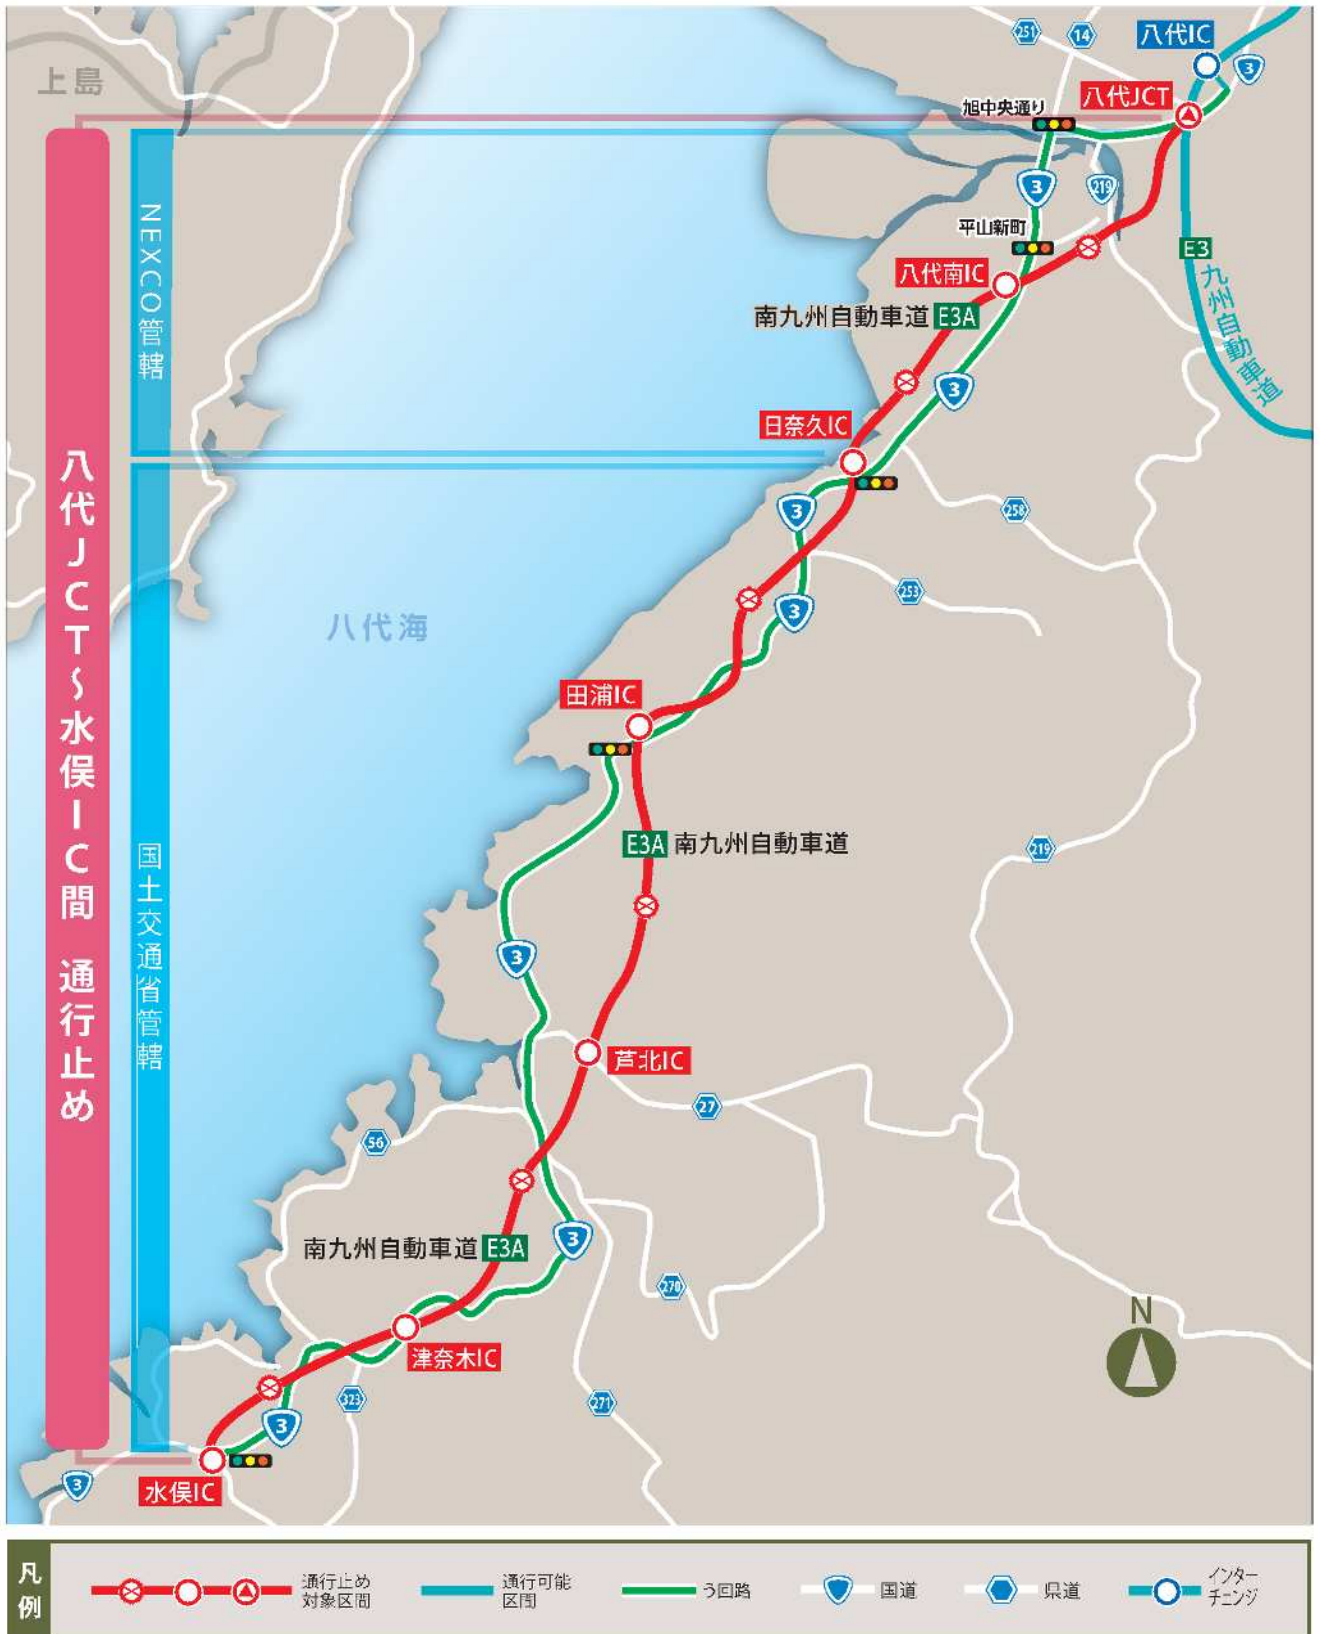 251
14
八代IC
3
上島
八代JCT
旭中央通り
NEXCO管轄
3
219
平山新町
E3
九州自動車道
八代南IC
南九州自動車道 E3A
3
日奈久IC
八代JCT～水俣IC間 通行止め
3
258
253
3
八代海
田浦IC
国土交通省管轄
E3A 南九州自動車道
219
3
芦北IC
27
56
3
南九州自動車道 E3A
270
N
津奈木IC
323
271
3
3
水俣IC
凡例
通行止め
対象区間
通行可能
区間
う回路
国道
県道
インター
チェンジ